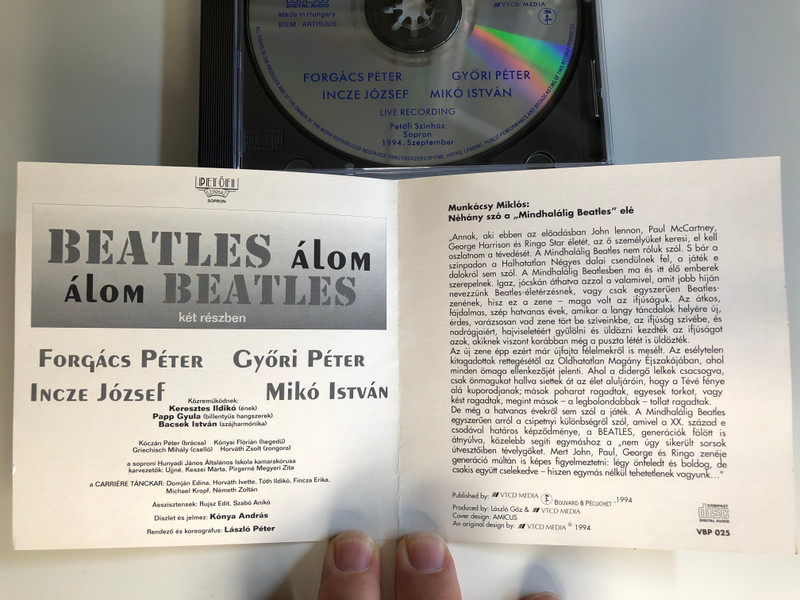 DIGITAL AUDIO
Made in Hungary
BIEM - ARTISJUS
VTCD MEDIA
FORGÁCS PÉTER GYŐRI PÉTER
INCZE JÓZSEF MIKÓ ISTVÁN
LIVE RECORDING
Petőfi Színház
Sopron
1994. Szeptember
PETŐFI
SZÍNHÁZ
SOPRON
BEATLES ÁLOM
ÁLOM BEATLES
két részben
FORGÁCS PÉTER GYŐRI PÉTER
INCZE JÓZSEF MIKÓ ISTVÁN
Közreműködnek:
Keresztes Ildikó (ének)
Papp Gyula (billentyűs hangszerek)
Bacsek István (szájharmónika)
Kóczán Péter (brácsa) Kónyai Flórián (hegedű)
Griechisch Mihály (cselló) Horváth Zsolt (zongora)
a soproni Hunyadi János Általános Iskola kamarakórusa
karvezeték: Ujjné, Keszei Márta, Pirgerné Megyeri Zita
a CARRIÈRE TÁNCKAR: Domján Edina, Horváth Ivette, Tóth Ildikó, Fincza Erika,
Michael Kropf, Németh Zoltán
Asszisztensek: Rujsz Edit, Szabó Anikó
Díszlet és jelmez: Kónya András
Rendező és koreográfus: László Péter
Munkácsy Miklós:
Néhány szó a „Mindhalálig Beatles” elé
„Annak, aki ebben az előadásban John lennon, Paul McCartney,
George Harrison és Ringo Star életét, az ő személyüket keresi, el kell
oszlatnom a tévedését. A Mindhalálig Beatles nem róluk szól. S bár a
színpadon a Halhatatlan Négyes dalai csendülnek fel, a játék e
dalokról sem szól. A Mindhalálig Beatlesben ma és itt élő emberek
szerepelnek. Igaz, jócskán áthatva azzal a valamivel, amit jobb híján
nevezzünk Beatles-életérzésnek, vagy csak egyszerűen Beatles-
zenének, hisz ez a zene – maga volt az ifjúságuk. Az átkos,
fájdalmas, szép hatvanas évek, amikor a langy táncdalok helyére új,
érdes, varázsosan vad zene tört be szíveinkbe, az ifjúság szívébe, és
nadrágjaiért, hajviseletéért gyűlölni és üldözni kezdték az ifjúságot
azok, akiknek viszont korábban még a puszta létét is üldözték.
Az új zene épp ezért már újfajta félelmekről is mesélt. Az esélytelen
kitagadottak rettegésétől az Oldhatatlan Magány Éjszakájában, ahol
minden ómaga ellenkezőjét jelenti. Ahol a didergő lelkek csacsogva,
csak önmagukat hallva siettek át az élet aluljáróin, hogy a Tévé fénye
alá kuporodjanak; mások poharat ragadtak, egyesek torkot, vagy
kést ragadtak, megint mások – a legbolondabbak – tollat ragadtak.
De még a hatvanas évekről sem szól a játék. A Mindhalálig Beatles
egyszerűen arról a csipetnyi különbségről szól, amivel a XX. század e
csodával határos képződménye, a BEATLES, generációk fölött is
átnyúlva, közelebb segíti egymáshoz a „nem úgy sikerült sorsok
útvesztőiben tévelygőket. Mert John, Paul, George és Ringo zenéje
generáció múltán is képes figyelmeztetni: légy önfeledt és boldog, de
csakis együtt cselekedve – hiszen egymás nélkül tehetetlenek vagyunk...”
Published by: VTCD MEDIA BOUVARD & PÉCUCHET ,1994
Produced by: László Göz & VTCD MEDIA
Cover design: AMICUS
An original design by: VTCD MEDIA © 1994
COMPACT
disc
DIGITAL AUDIO
VBP 025